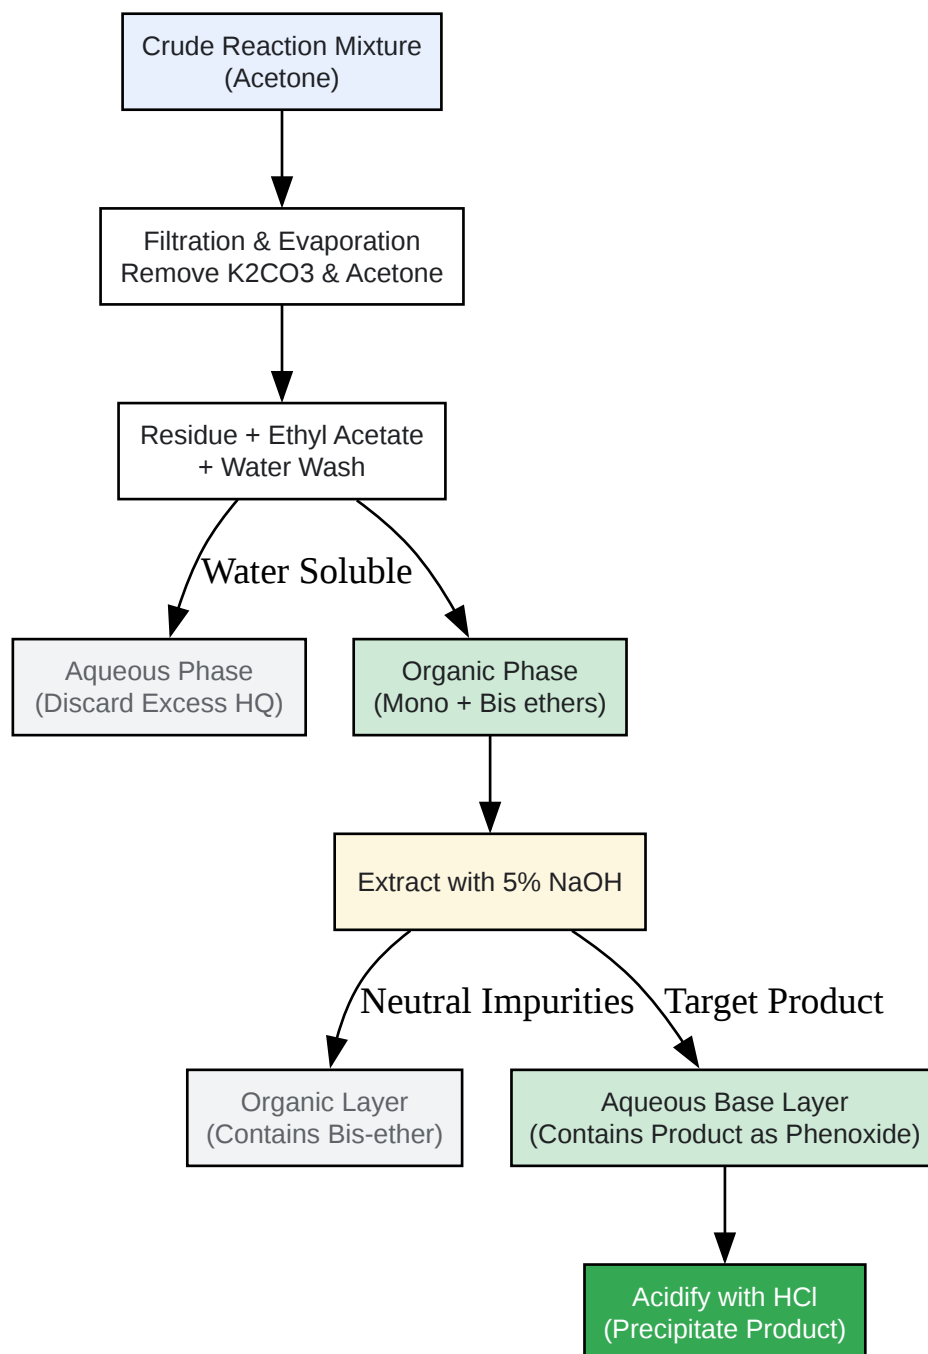 Crude Reaction Mixture
(Acetone)
Filtration & Evaporation
Remove K2CO3 & Acetone
Residue + Ethyl Acetate
+ Water Wash
Water Soluble
Aqueous Phase
(Discard Excess HQ)
Organic Phase
(Mono + Bis ethers)
Extract with 5% NaOH
Neutral Impurities
Target Product
Organic Layer
(Contains Bis-ether)
Aqueous Base Layer
(Contains Product as Phenoxide)
Acidify with HCl
(Precipitate Product)